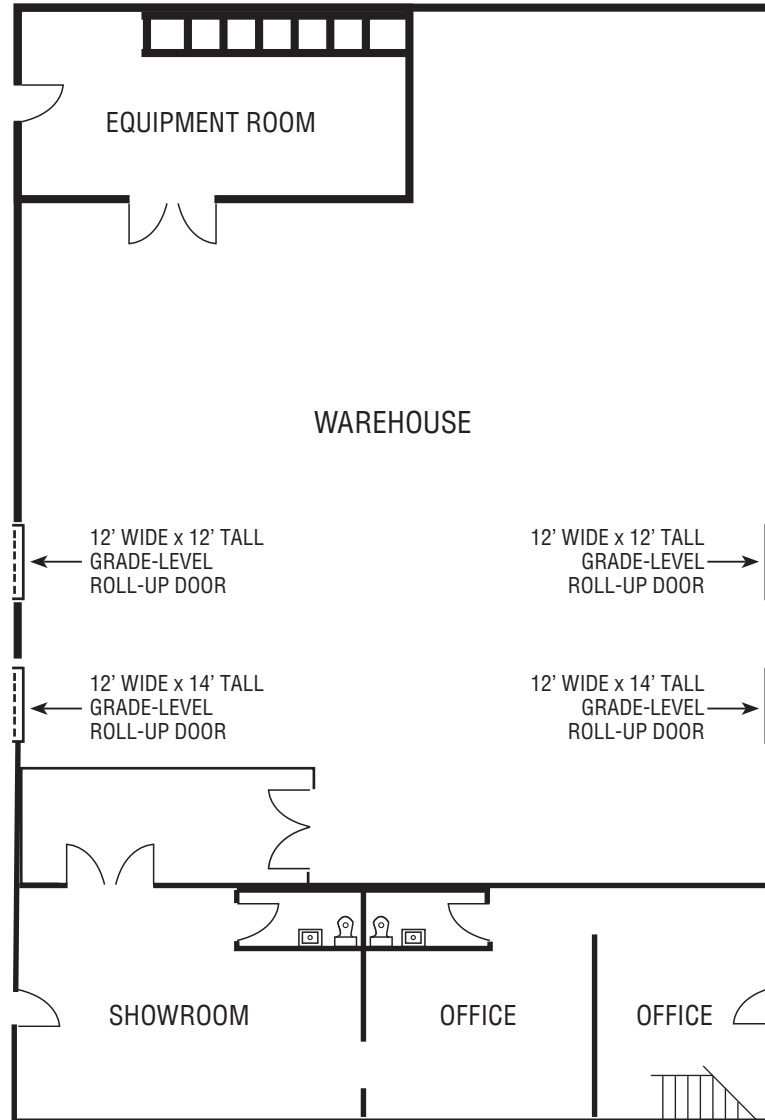 EQUIPMENT ROOM
WAREHOUSE
12' WIDE x 12' TALL
GRADE-LEVEL
ROLL-UP DOOR
12' WIDE x 12' TALL
GRADE-LEVEL
ROLL-UP DOOR
12' WIDE x 14' TALL
GRADE-LEVEL
ROLL-UP DOOR
12' WIDE x 14' TALL
GRADE-LEVEL
ROLL-UP DOOR
SHOWROOM
OFFICE
OFFICE